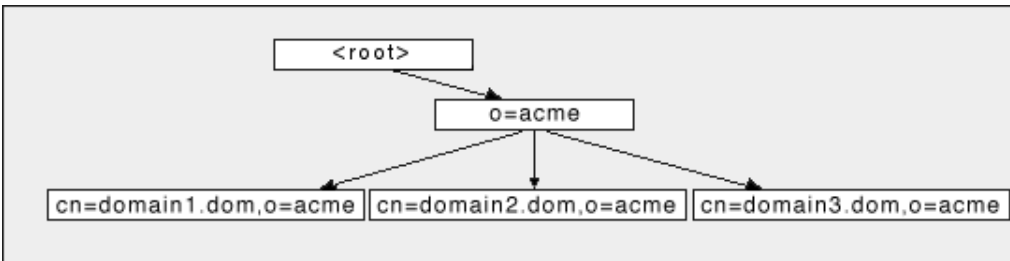 <root>
o=acme
cn=domain1.dom,o=acme
cn=domain2.dom,o=acme
cn=domain3.dom,o=acme